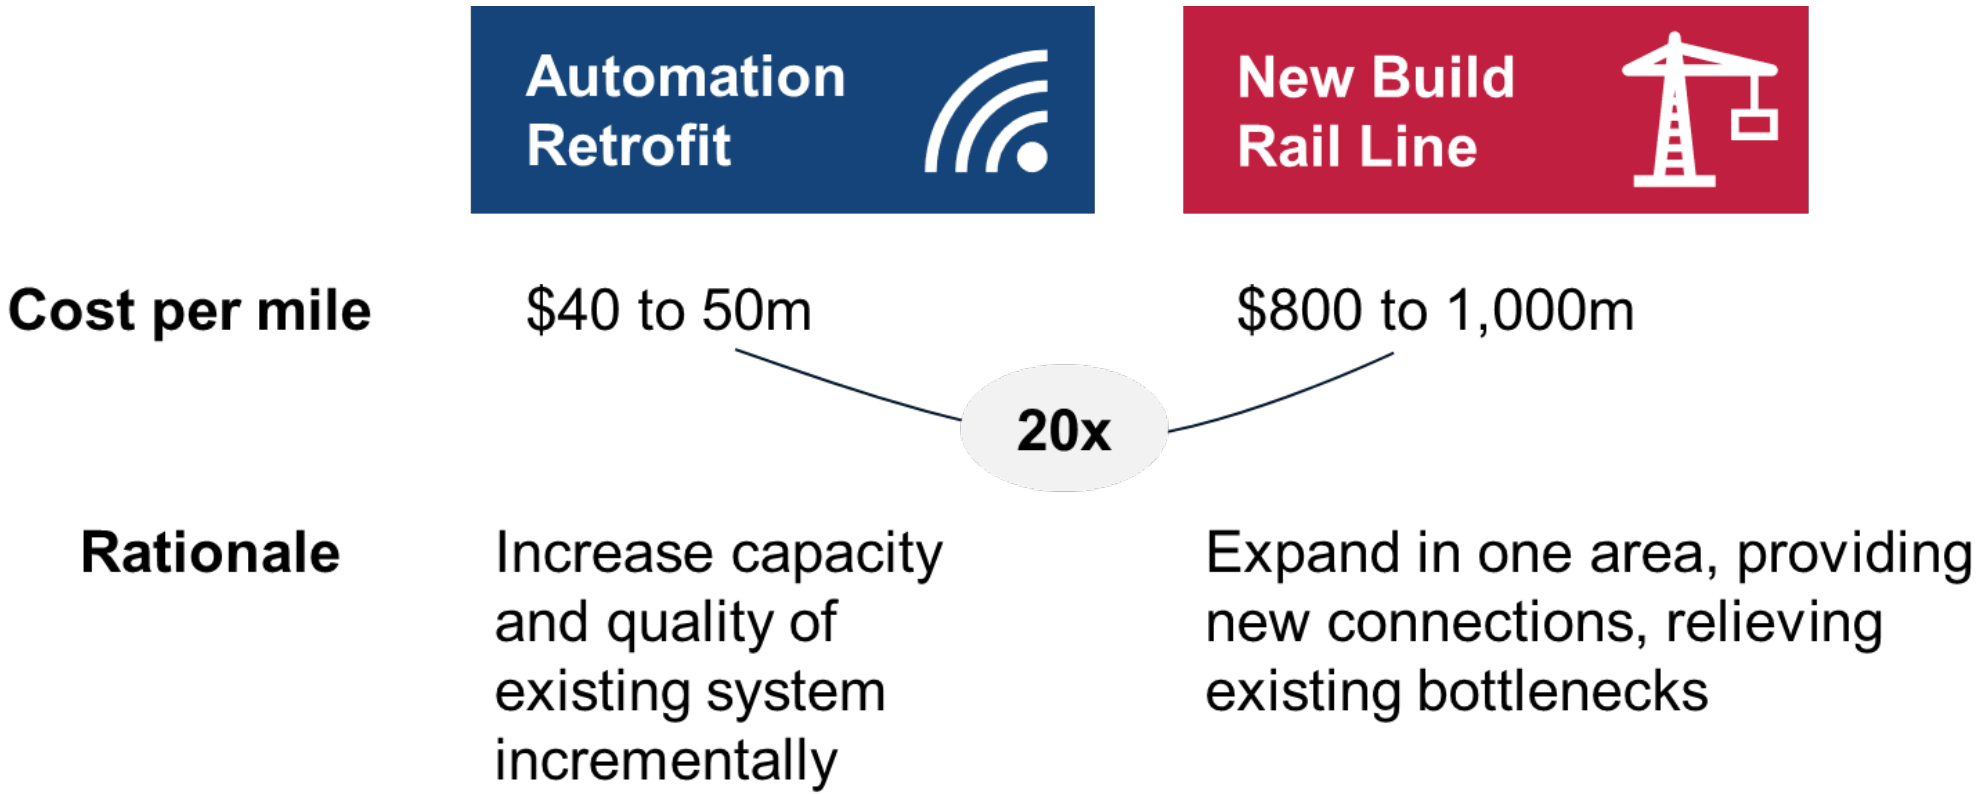 Automation
Retrofit
New Build
Rail Line
Cost per mile
$40 to 50m
$800 to 1,000m
20x
Rationale
Increase capacity
and quality of
existing system
incrementally
Expand in one area, providing
new connections, relieving
existing bottlenecks